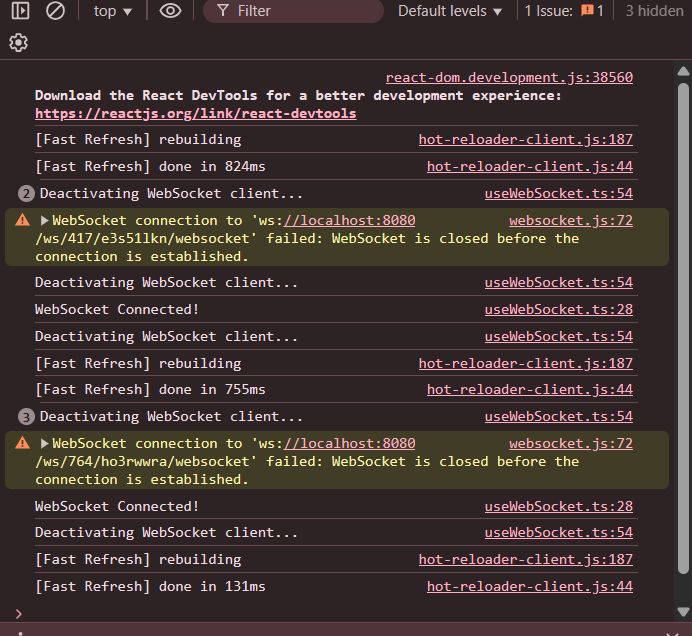 top ▼ Filter Default levels ▼ 1 Issue: 1 3 hidden
react-dom.development.js:38560
Download the React DevTools for a better development experience:
https://reactjs.org/link/react-devtools
[Fast Refresh] rebuilding hot-reloader-client.js:187
[Fast Refresh] done in 824ms hot-reloader-client.js:44
2 Deactivating WebSocket client... useWebSocket.ts:54
▶WebSocket connection to 'ws://localhost:8080 websocket.js:72
/ws/417/e3s51lkn/websocket' failed: WebSocket is closed before the
connection is established.
Deactivating WebSocket client... useWebSocket.ts:54
WebSocket Connected! useWebSocket.ts:28
Deactivating WebSocket client... useWebSocket.ts:54
[Fast Refresh] rebuilding hot-reloader-client.js:187
[Fast Refresh] done in 755ms hot-reloader-client.js:44
3 Deactivating WebSocket client... useWebSocket.ts:54
▶WebSocket connection to 'ws://localhost:8080 websocket.js:72
/ws/764/ho3rwwra/websocket' failed: WebSocket is closed before the
connection is established.
WebSocket Connected! useWebSocket.ts:28
Deactivating WebSocket client... useWebSocket.ts:54
[Fast Refresh] rebuilding hot-reloader-client.js:187
[Fast Refresh] done in 131ms hot-reloader-client.js:44